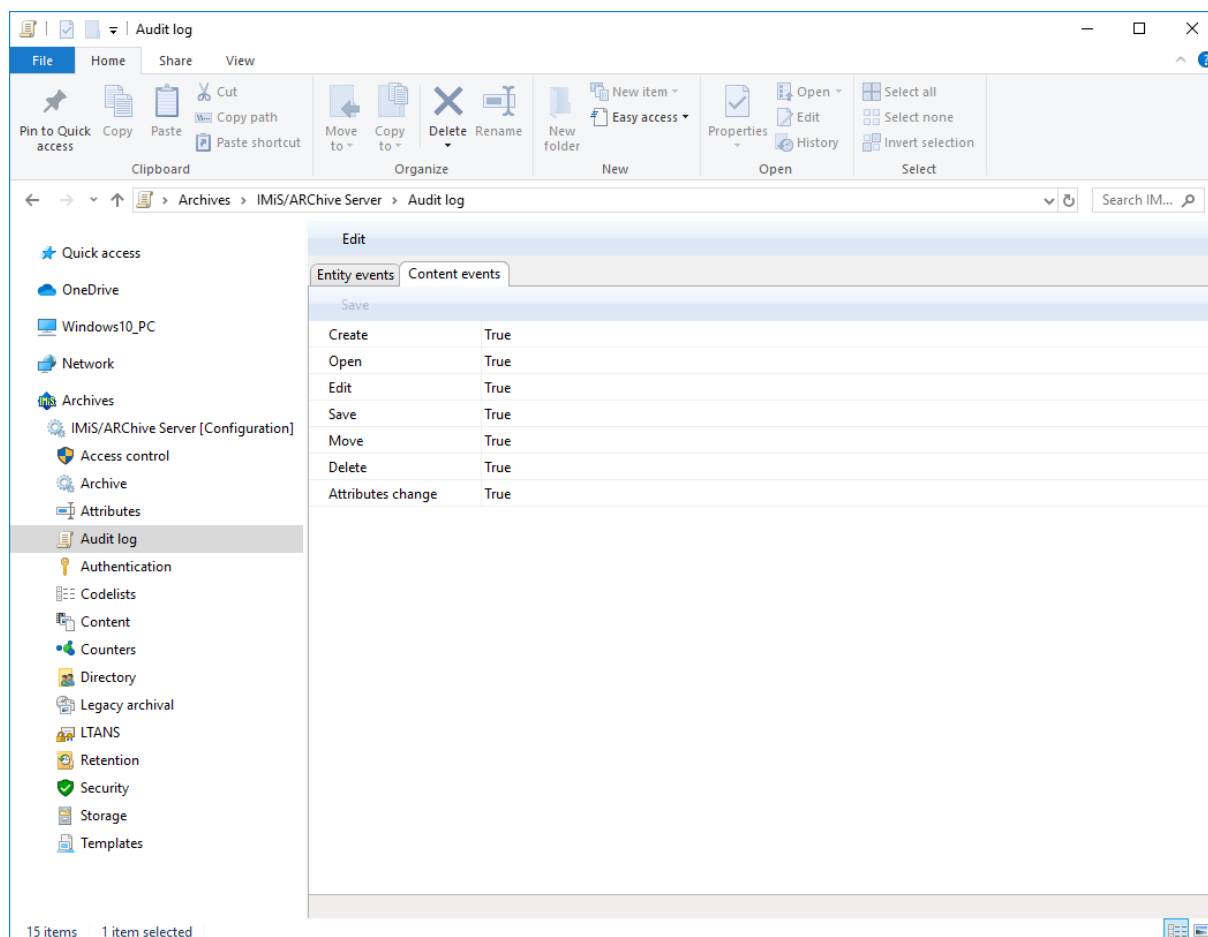 Audit log
File Home Share View
Pin to Quick access
Copy
Paste
Cut
Copy path
Paste shortcut
Clipboard
Move to
Copy to
Delete
Rename
Organize
New folder
New item
Easy access
New
Properties
Open
Edit
History
Open
Select all
Select none
Invert selection
Select
Archives > IMiS/ARChive Server > Audit log
Search IM...
Quick access
OneDrive
Windows10_PC
Network
Archives
IMiS/ARChive Server [Configuration]
Access control
Archive
Attributes
Audit log
Authentication
Codelists
Content
Counters
Directory
Legacy archival
LTANS
Retention
Security
Storage
Templates
Edit
Entity events Content events
Save
Create True
Open True
Edit True
Save True
Move True
Delete True
Attributes change True
15 items 1 item selected